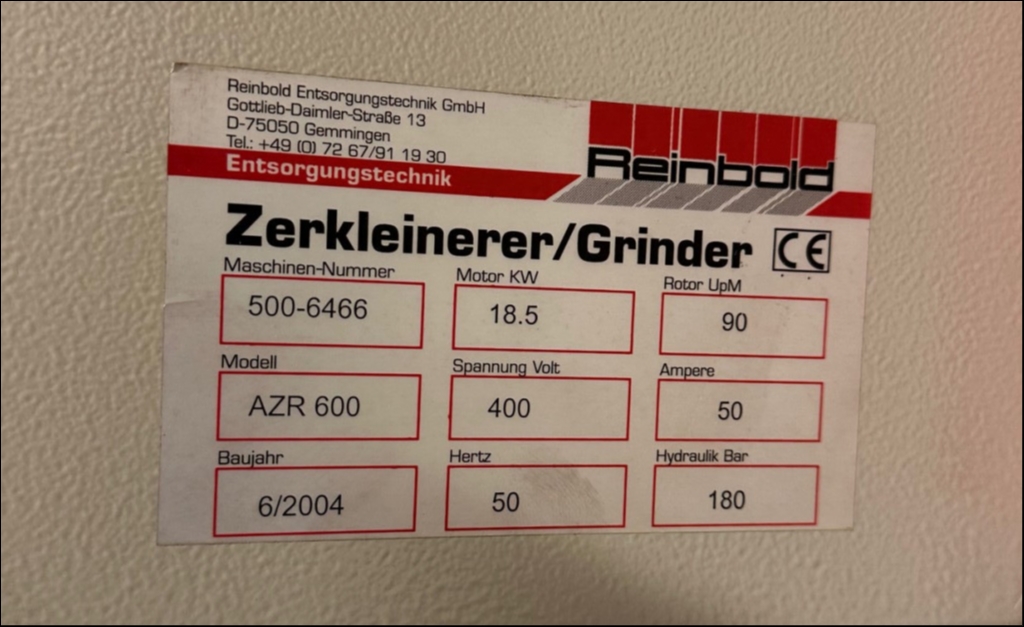 Reinbold Entsorgungstechnik GmbH
Gottlieb-Daimler-Straße 13
D-75050 Gemmingen
Tel.: +49 (0) 72 67/91 19 30
Entsorgungstechnik
Reinbold
Zerkleinerer/Grinder CE
Maschinen-Nummer Motor KW Rotor UpM
500-6466 18.5 90
Modell Spannung Volt Ampere
AZR 600 400 50
Baujahr Hertz Hydraulik Bar
6/2004 50 180